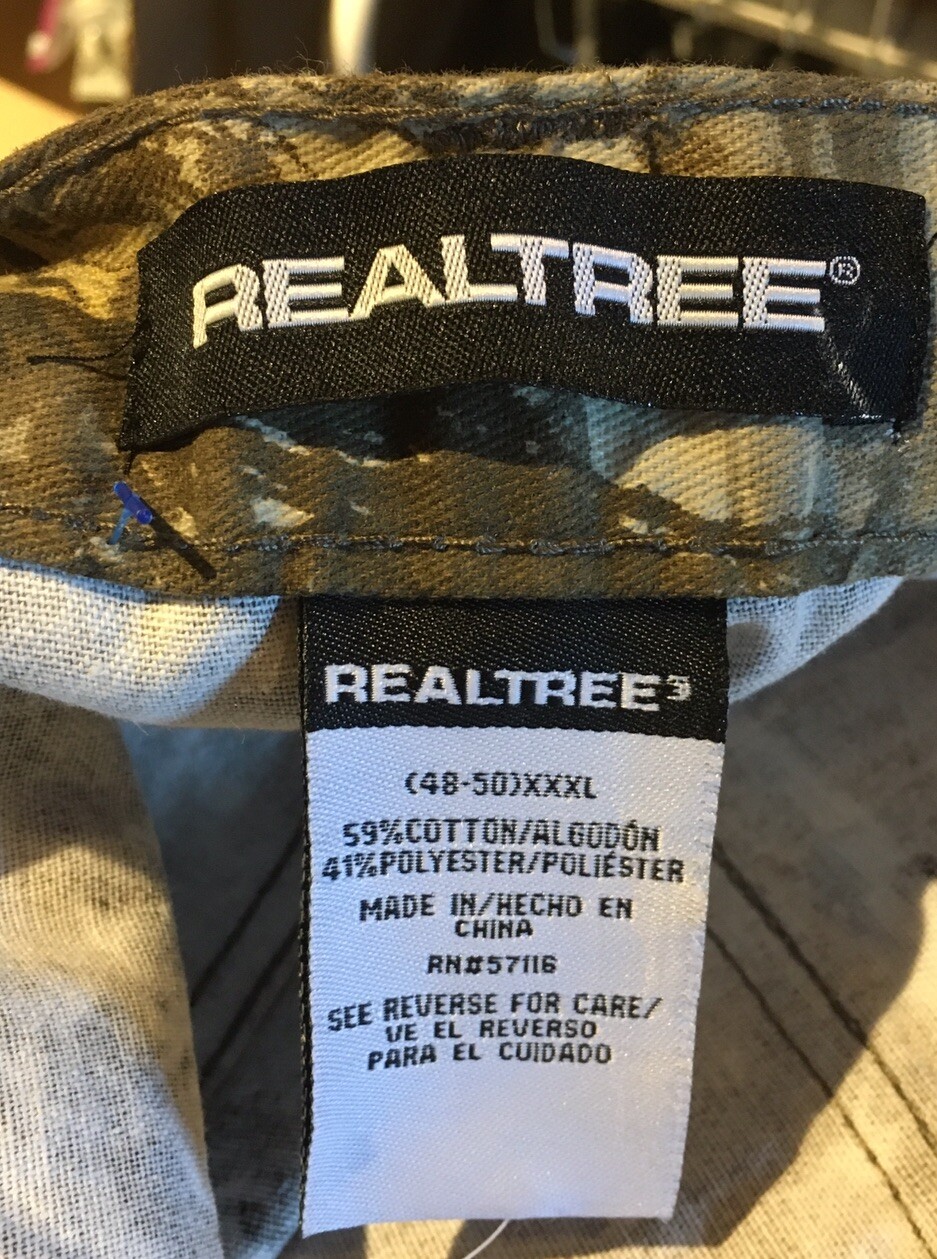 REALTREE®
REALTREE®
(48-50)XXXL
59%COTTON/ALGODÓN
41%POLYESTER/POLIÉSTER
MADE IN/HECHO EN
CHINA
RN#57116
SEE REVERSE FOR CARE/
VE EL REVERSO
PARA EL CUIDADO